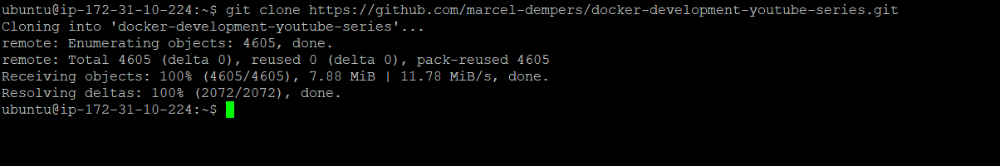 ubuntu@ip-172-31-10-224:~$ git clone https://github.com/marcel-dempers/docker-development-youtube-series.git
Cloning into 'docker-development-youtube-series'...
remote: Enumerating objects: 4605, done.
remote: Total 4605 (delta 0), reused 0 (delta 0), pack-reused 4605
Receiving objects: 100% (4605/4605), 7.88 MiB | 11.78 MiB/s, done.
Resolving deltas: 100% (2072/2072), done.
ubuntu@ip-172-31-10-224:~$